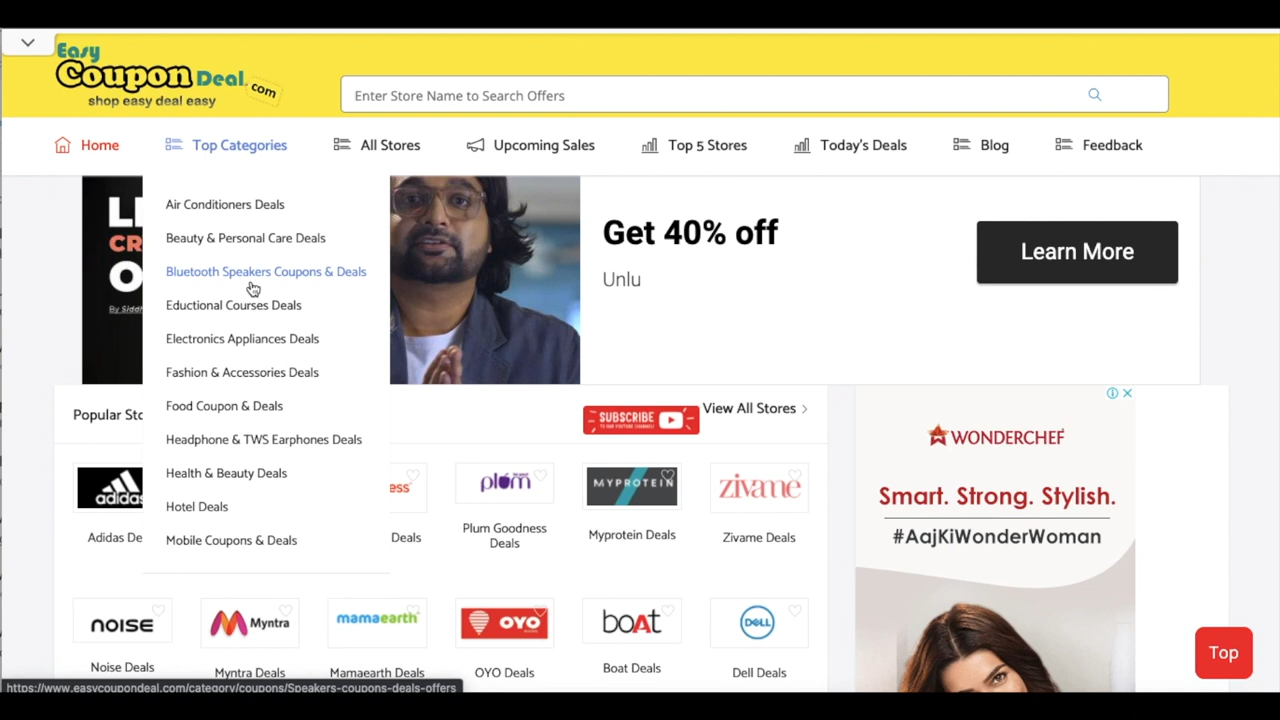 Easy
Coupon Deal.com
shop easy deal easy
Enter Store Name to Search Offers
Home
Top Categories
All Stores
Upcoming Sales
Top 5 Stores
Today's Deals
Blog
Feedback
Air Conditioners Deals
Beauty & Personal Care Deals
Bluetooth Speakers Coupons & Deals
Eductional Courses Deals
Electronics Appliances Deals
Fashion & Accessories Deals
Food Coupon & Deals
Headphone & TWS Earphones Deals
Health & Beauty Deals
Hotel Deals
Mobile Coupons & Deals
CR
O
Get 40% off
Unlu
Learn More
Popular
SUBSCRIBE
TO OUR YOUTUBE CHANNEL!
View All Stores
adidas
plum
MYPROTEIN
zivame
Adidas
Deals
Plum Goodness
Deals
Myprotein Deals
Zivame Deals
noise
Myntra
mamaearth
OYO
boAt
DELL
Noise Deals
Myntra Deals
Mamaearth Deals
OYO Deals
Boat Deals
Dell Deals
WONDERCHEF
Smart. Strong. Stylish.
#AajKiWonderWoman
Top
https://www.easycoupondeal.com/category/coupons/Speakers-coupons-deals-offers